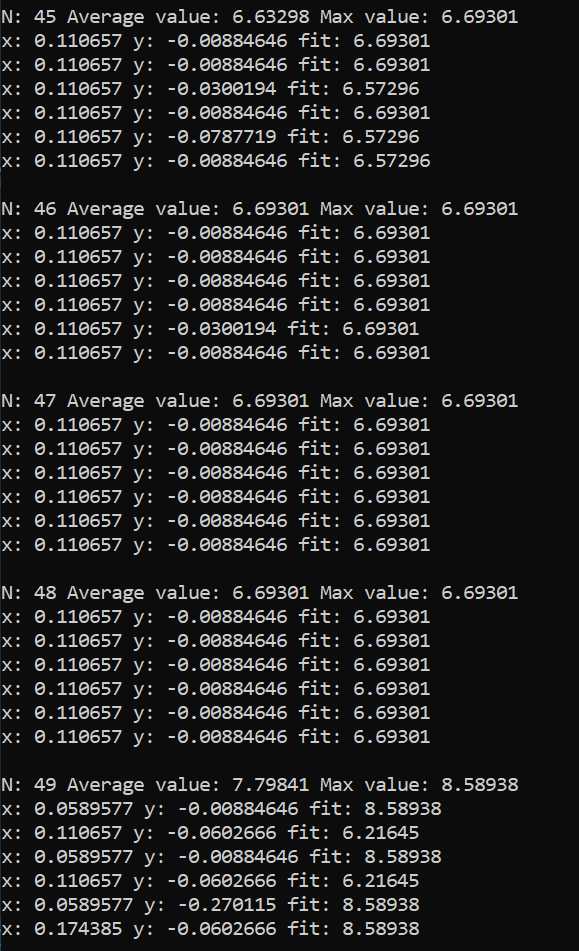 N: 45 Average value: 6.63298 Max value: 6.69301
x: 0.110657 y: -0.00884646 fit: 6.69301
x: 0.110657 y: -0.00884646 fit: 6.69301
x: 0.110657 y: -0.0300194 fit: 6.57296
x: 0.110657 y: -0.00884646 fit: 6.69301
x: 0.110657 y: -0.0787719 fit: 6.57296
x: 0.110657 y: -0.00884646 fit: 6.57296
N: 46 Average value: 6.69301 Max value: 6.69301
x: 0.110657 y: -0.00884646 fit: 6.69301
x: 0.110657 y: -0.00884646 fit: 6.69301
x: 0.110657 y: -0.00884646 fit: 6.69301
x: 0.110657 y: -0.00884646 fit: 6.69301
x: 0.110657 y: -0.0300194 fit: 6.69301
x: 0.110657 y: -0.00884646 fit: 6.69301
N: 47 Average value: 6.69301 Max value: 6.69301
x: 0.110657 y: -0.00884646 fit: 6.69301
x: 0.110657 y: -0.00884646 fit: 6.69301
x: 0.110657 y: -0.00884646 fit: 6.69301
x: 0.110657 y: -0.00884646 fit: 6.69301
x: 0.110657 y: -0.00884646 fit: 6.69301
x: 0.110657 y: -0.00884646 fit: 6.69301
N: 48 Average value: 6.69301 Max value: 6.69301
x: 0.110657 y: -0.00884646 fit: 6.69301
x: 0.110657 y: -0.00884646 fit: 6.69301
x: 0.110657 y: -0.00884646 fit: 6.69301
x: 0.110657 y: -0.00884646 fit: 6.69301
x: 0.110657 y: -0.00884646 fit: 6.69301
x: 0.110657 y: -0.00884646 fit: 6.69301
N: 49 Average value: 7.79841 Max value: 8.58938
x: 0.0589577 y: -0.00884646 fit: 8.58938
x: 0.110657 y: -0.0602666 fit: 6.21645
x: 0.0589577 y: -0.00884646 fit: 8.58938
x: 0.110657 y: -0.0602666 fit: 6.21645
x: 0.0589577 y: -0.270115 fit: 8.58938
x: 0.174385 y: -0.0602666 fit: 8.58938